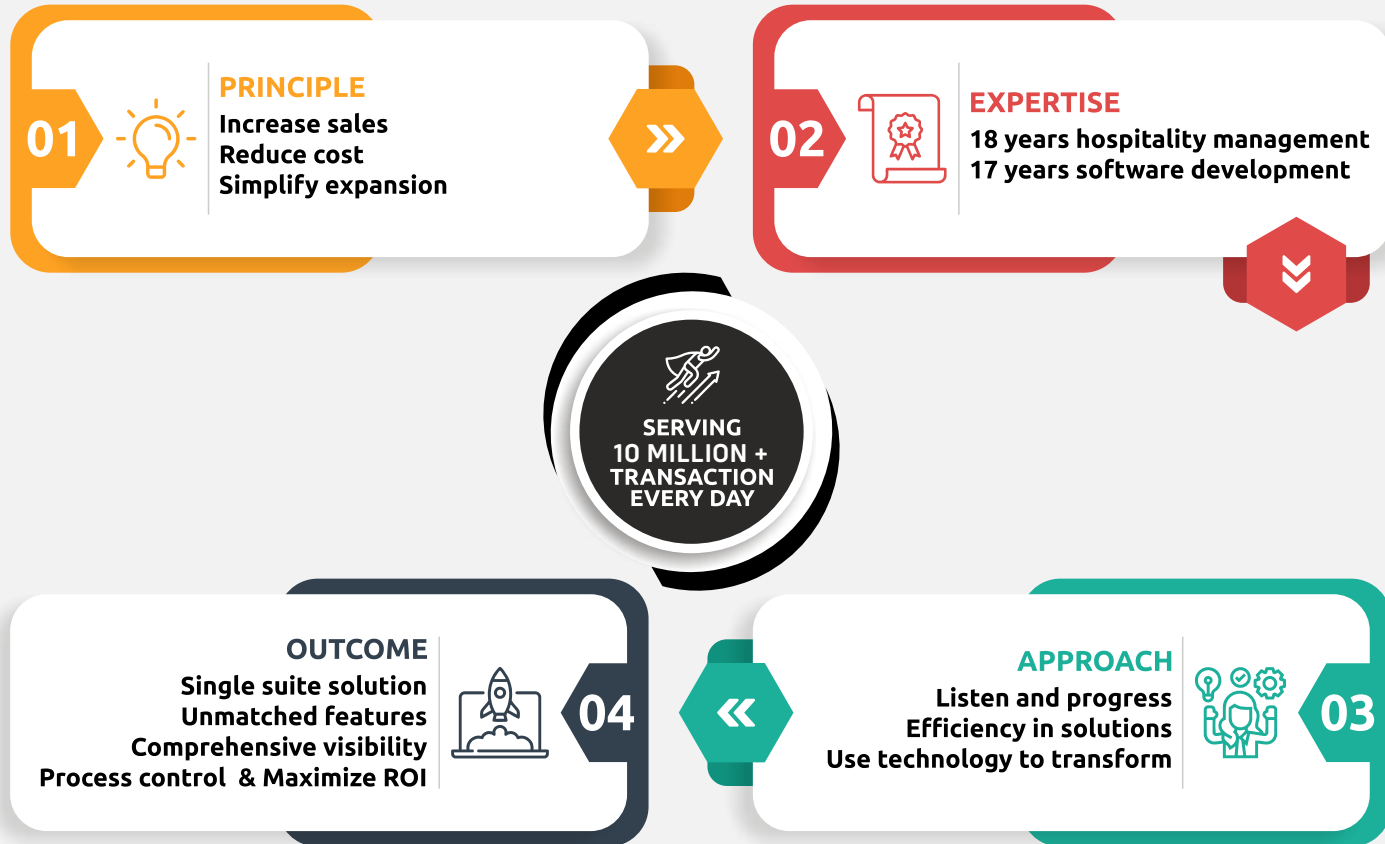 01
PRINCIPLE
Increase sales
Reduce cost
Simplify expansion
02
EXPERTISE
18 years hospitality management
17 years software development
SERVING
10 MILLION +
TRANSACTION
EVERY DAY
03
APPROACH
Listen and progress
Efficiency in solutions
Use technology to transform
04
OUTCOME
Single suite solution
Unmatched features
Comprehensive visibility
Process control & Maximize ROI